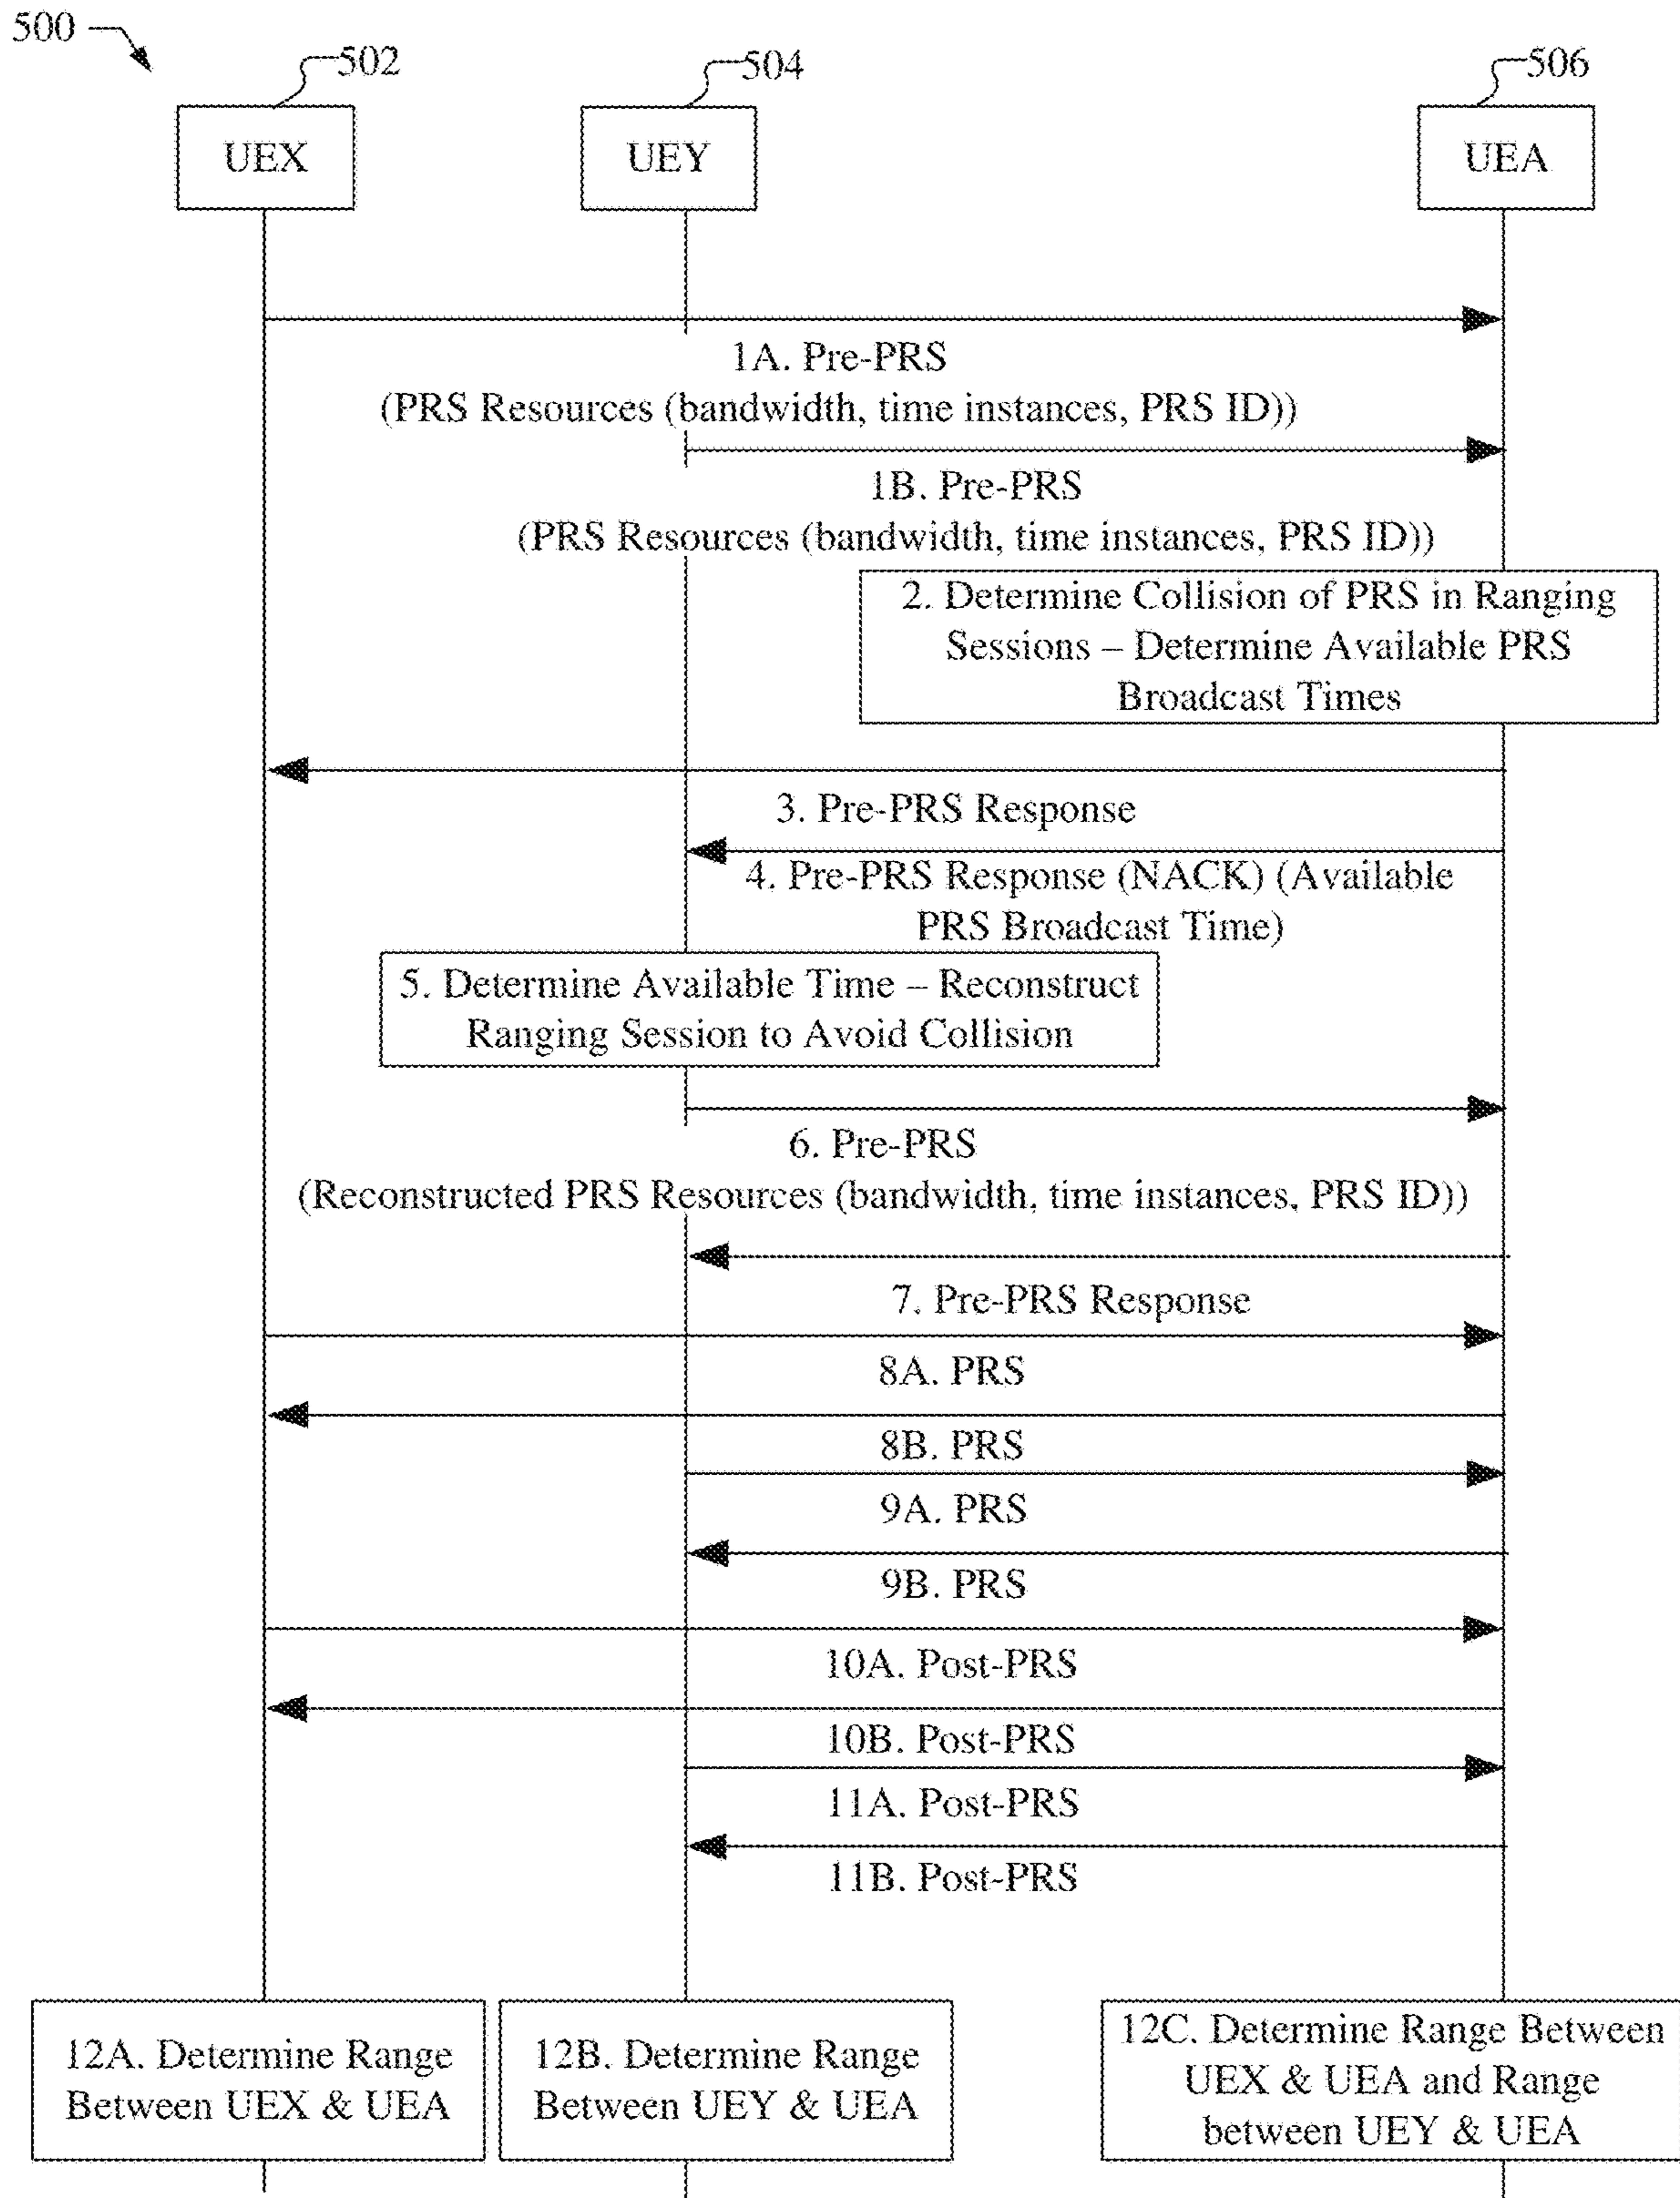 500
502
504
506
UEX
UEY
UEA
1A. Pre-PRS
(PRS Resources (bandwidth, time instances, PRS ID))
1B. Pre-PRS
(PRS Resources (bandwidth, time instances, PRS ID))
2. Determine Collision of PRS in Ranging
Sessions – Determine Available PRS
Broadcast Times
3. Pre-PRS Response
4. Pre-PRS Response (NACK) (Available
PRS Broadcast Time)
5. Determine Available Time – Reconstruct
Ranging Session to Avoid Collision
6. Pre-PRS
(Reconstructed PRS Resources (bandwidth, time instances, PRS ID))
7. Pre-PRS Response
8A. PRS
8B. PRS
9A. PRS
9B. PRS
10A. Post-PRS
10B. Post-PRS
11A. Post-PRS
11B. Post-PRS
12A. Determine Range
Between UEX & UEA
12B. Determine Range
Between UEY & UEA
12C. Determine Range Between
UEX & UEA and Range
between UEY & UEA